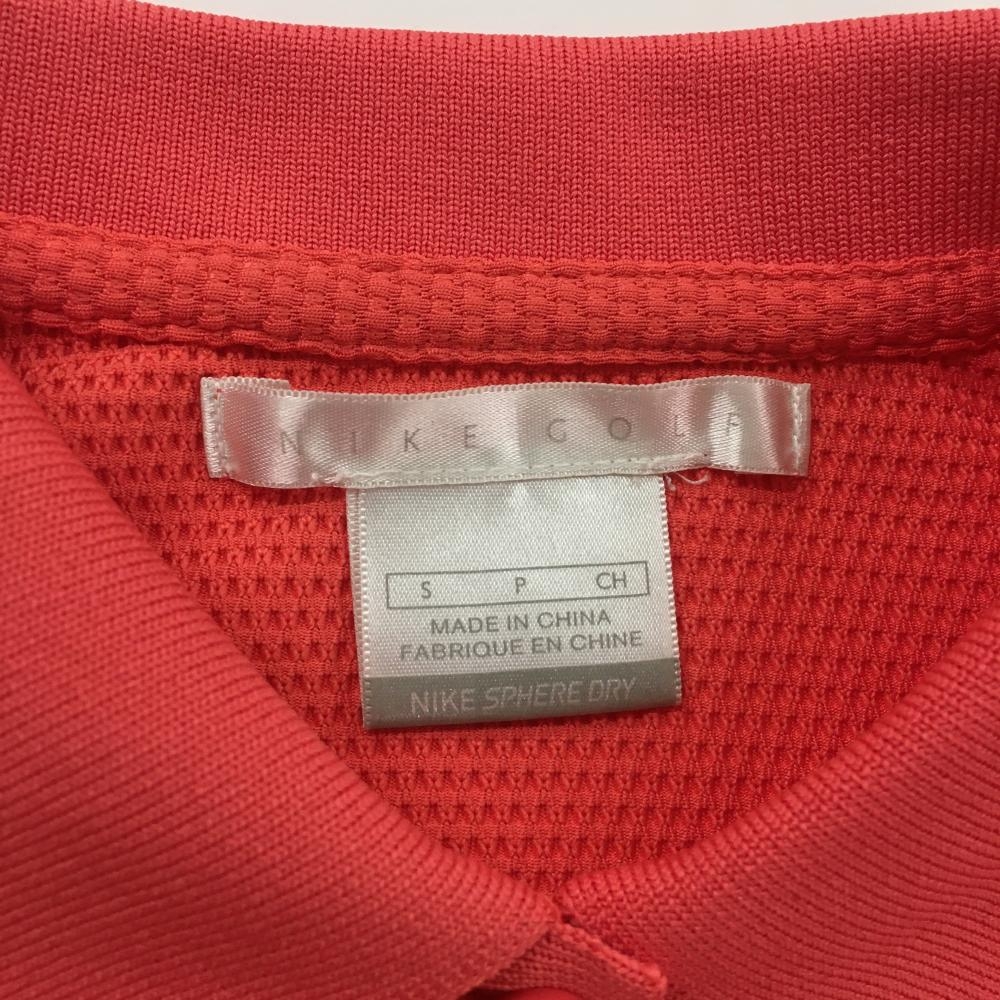 NIKE GOLF
S P CH
MADE IN CHINA
FABRIQUE EN CHINE
NIKE SPHERE DRY